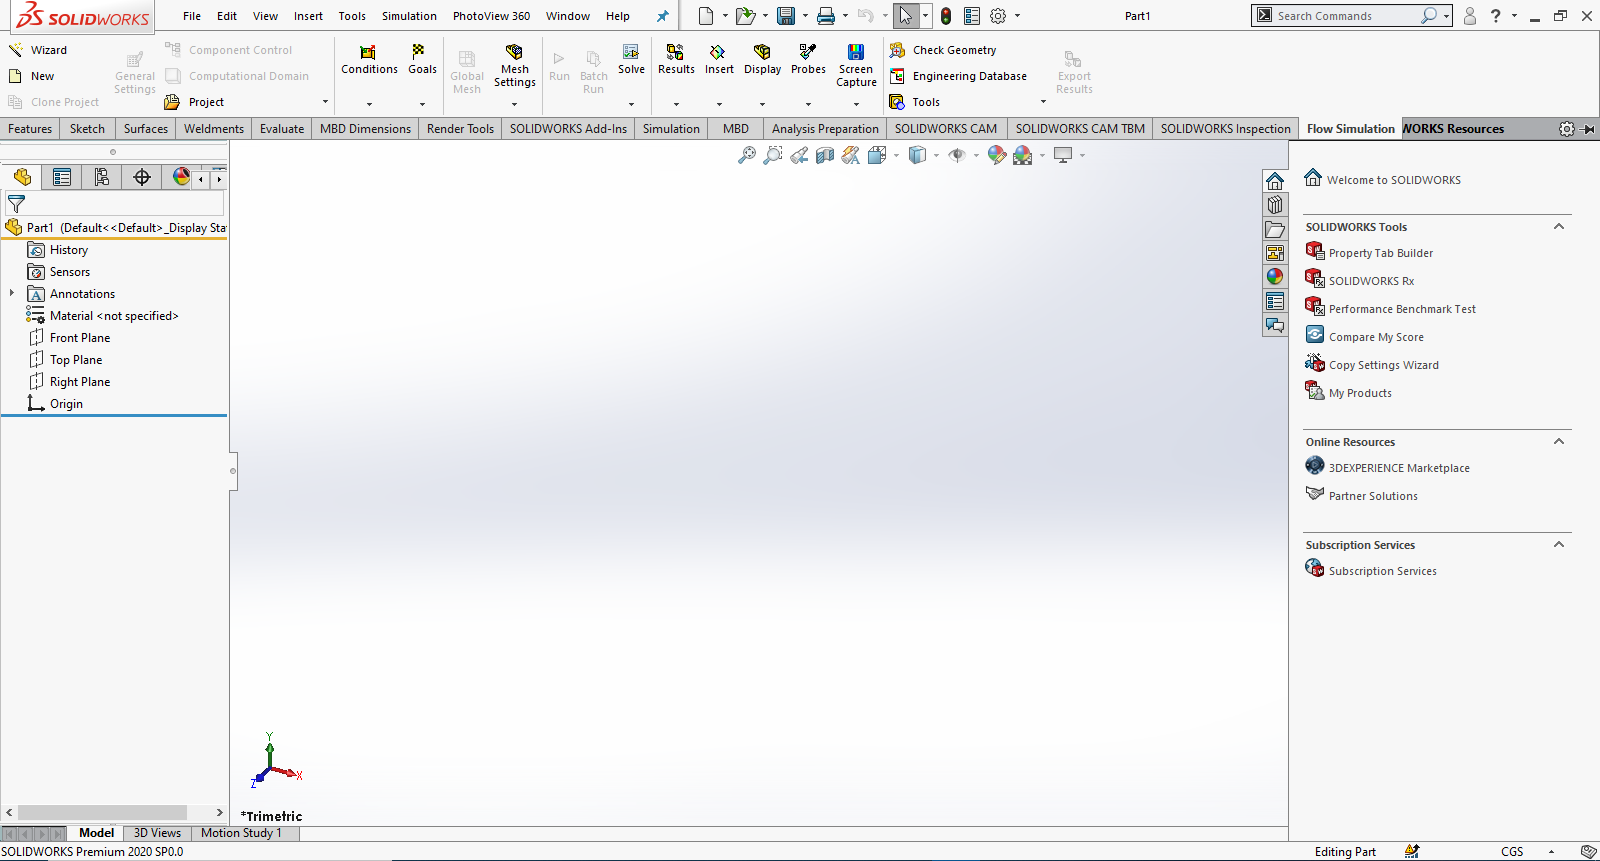 SOLIDWORKS File Edit View Insert Tools Simulation PhotoView 360 Window Help Part1 Search Commands ?
Wizard
New
Clone Project
General Settings
Component Control
Computational Domain
Project
Conditions
Goals
Global Mesh
Mesh Settings
Run
Batch Run
Solve
Results
Insert
Display
Probes
Screen Capture
Check Geometry
Engineering Database
Tools
Export Results
Features Sketch Surfaces Weldments Evaluate MBD Dimensions Render Tools SOLIDWORKS Add-Ins Simulation MBD Analysis Preparation SOLIDWORKS CAM SOLIDWORKS CAM TBM SOLIDWORKS Inspection Flow Simulation WORKS Resources
Part1 (Default<<Default>_Display Sta
History
Sensors
Annotations
Material <not specified>
Front Plane
Top Plane
Right Plane
Origin
Y
X
Z
*Trimetric
Welcome to SOLIDWORKS
SOLIDWORKS Tools
Property Tab Builder
SOLIDWORKS Rx
Performance Benchmark Test
Compare My Score
Copy Settings Wizard
My Products
Online Resources
3DEXPERIENCE Marketplace
Partner Solutions
Subscription Services
Subscription Services
Model 3D Views Motion Study 1
SOLIDWORKS Premium 2020 SP0.0 Editing Part CGS